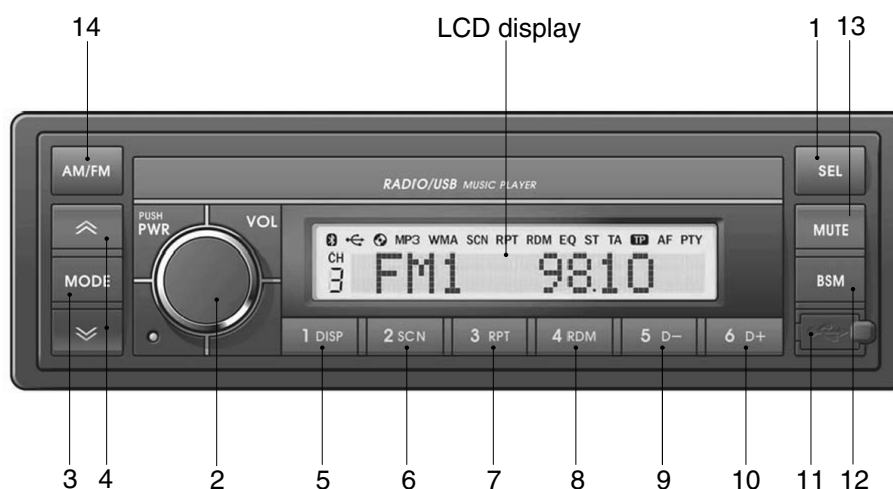 14 LCD display 1 13
AM/FM SEL
RADIO/USB MUSIC PLAYER
PUSH
PWR VOL MUTE
MP3 WMA SCN RPT RDM EQ ST TA TP AF PTY
CH
3 FM1 98.10
MODE BSM
1 DISP 2 SCN 3 RPT 4 RDM 5 D− 6 D+
3 4 2 5 6 7 8 9 10 11 12